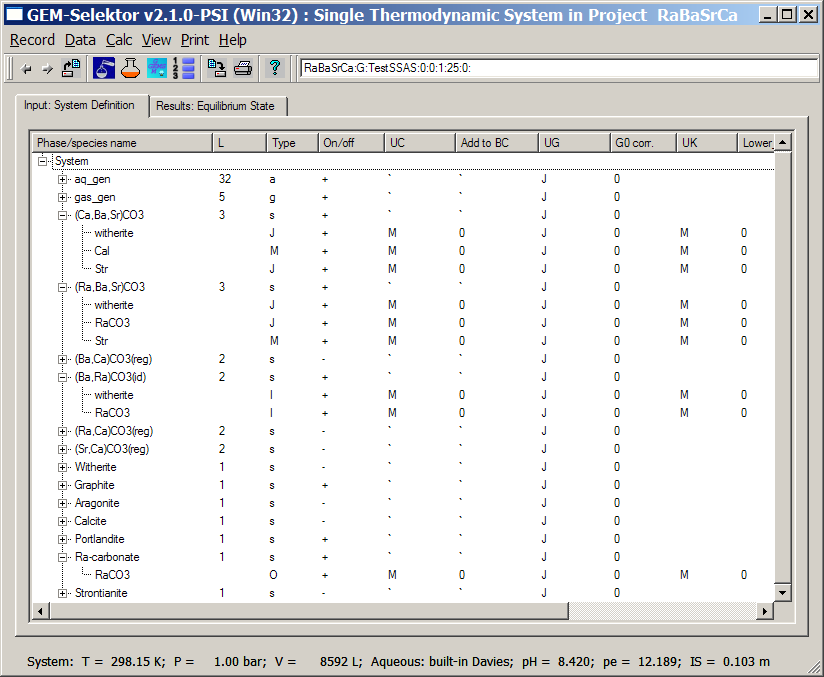 GEM-Selektor v2.1.0-PSI (Win32) : Single Thermodynamic System in Project RaBaSrCa
Record Data Calc View Print Help
1 2 3 ? RaBaSrCa:G:TestSSAS:0:0:1:25:0:
Input: System Definition Results: Equilibrium State
Phase/species name L Type On/off UC Add to BC UG G0 corr. UK Lower_
System
aq_gen 32 a + ` ` J 0
gas_gen 5 g + ` ` J 0
(Ca,Ba,Sr)CO3 3 s + ` ` J 0
witherite J + M 0 J 0 M 0
Cal M + M 0 J 0 M 0
Str J + M 0 J 0 M 0
(Ra,Ba,Sr)CO3 3 s + ` ` J 0
witherite J + M 0 J 0 M 0
RaCO3 J + M 0 J 0 M 0
Str M + M 0 J 0 M 0
(Ba,Ca)CO3(reg) 2 s - ` ` J 0
(Ba,Ra)CO3(id) 2 s + ` ` J 0
witherite I + M 0 J 0 M 0
RaCO3 I + M 0 J 0 M 0
(Ra,Ca)CO3(reg) 2 s - ` ` J 0
(Sr,Ca)CO3(reg) 2 s - ` ` J 0
Witherite 1 s - ` ` J 0
Graphite 1 s + ` ` J 0
Aragonite 1 s - ` ` J 0
Calcite 1 s - ` ` J 0
Portlandite 1 s + ` ` J 0
Ra-carbonate 1 s + ` ` J 0
RaCO3 O + M 0 J 0 M 0
Strontianite 1 s - ` ` J 0
System: T = 298.15 K; P = 1.00 bar; V = 8592 L; Aqueous: built-in Davies; pH = 8.420; pe = 12.189; IS = 0.103 m